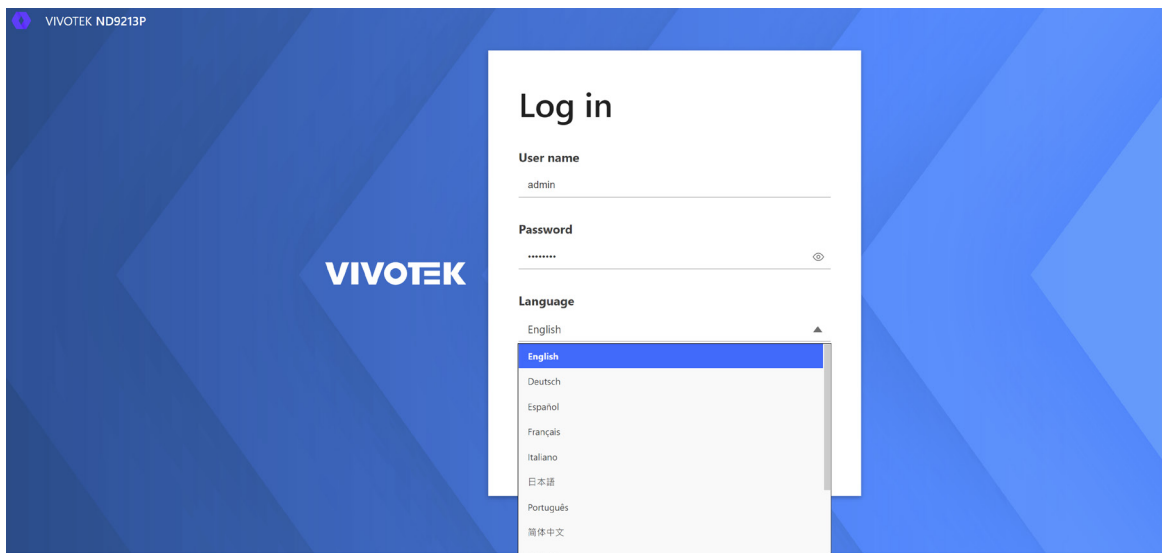 VIVOTEK ND9213P
Log in
User name
admin
Password
••••••••
VIVOTEK
Language
English
English
Deutsch
Español
Français
Italiano
日本語
Português
简体中文